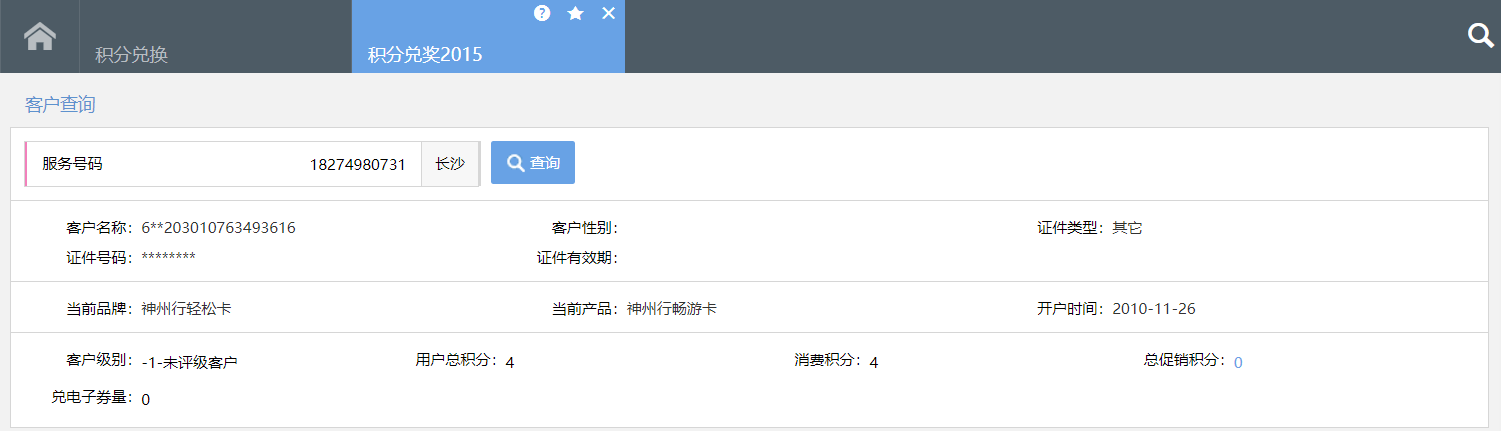 积分兑换
积分兑奖2015
客户查询
服务号码 18274980731 长沙 查询
客户名称： 6**203010763493616 客户性别： 证件类型： 其它
证件号码： ******** 证件有效期：
当前品牌： 神州行轻松卡 当前产品： 神州行畅游卡 开户时间： 2010-11-26
客户级别： -1-未评级客户 用户总积分： 4 消费积分： 4 总促销积分： 0
兑电子券量： 0